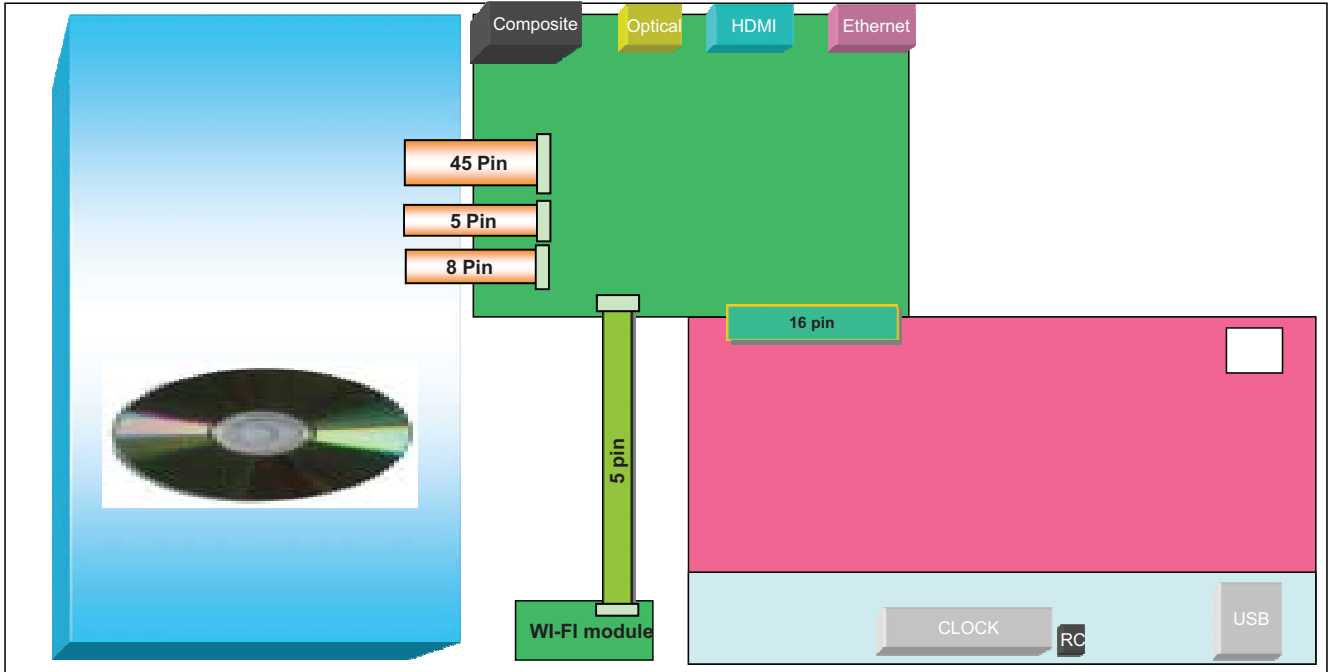 Composite
Optical
HDMI
Ethernet
45 Pin
5 Pin
8 Pin
16 pin
5 pin
WI-FI module
CLOCK
RC
USB